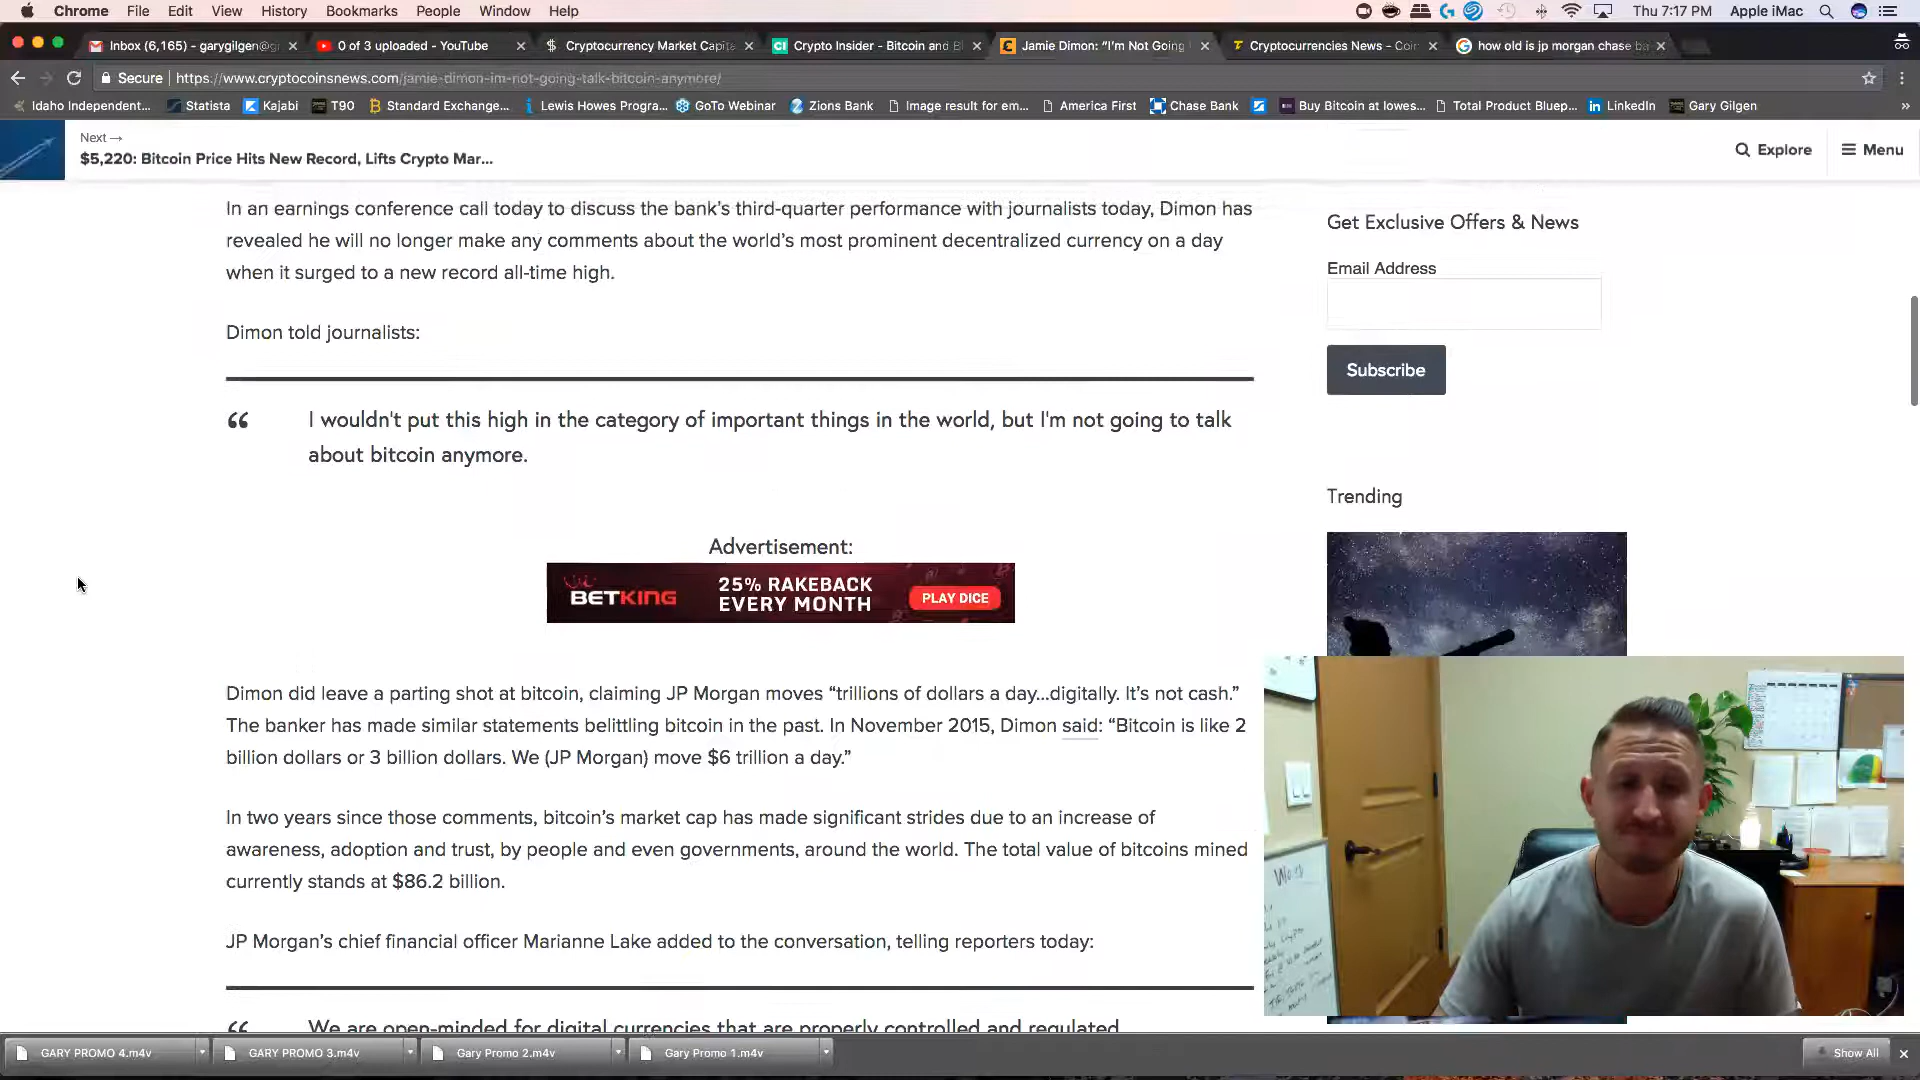 Chrome File Edit View History Bookmarks People Window Help Thu 7:17 PM Apple iMac
Inbox (6,165) - garygilgen@g 0 of 3 uploaded - YouTube Cryptocurrency Market Capit Crypto Insider - Bitcoin and B Jamie Dimon: "I'm Not Going Cryptocurrencies News - Coi how old is jp morgan chase ba
Secure https://www.cryptocoinsnews.com/jamie-dimon-im-not-going-talk-bitcoin-anymore/
Idaho Independent... Statista Kajabi T90 Standard Exchange... Lewis Howes Progra... GoTo Webinar Zions Bank Image result for em... America First Chase Bank Buy Bitcoin at lowes... Total Product Bluep... LinkedIn Gary Gilgen
Next →
$5,220: Bitcoin Price Hits New Record, Lifts Crypto Mar...
Explore Menu
In an earnings conference call today to discuss the bank's third-quarter performance with journalists today, Dimon has
revealed he will no longer make any comments about the world's most prominent decentralized currency on a day
when it surged to a new record all-time high.
Dimon told journalists:
“ I wouldn't put this high in the category of important things in the world, but I'm not going to talk
about bitcoin anymore.
Advertisement:
BETKING 25% RAKEBACK EVERY MONTH PLAY DICE
Dimon did leave a parting shot at bitcoin, claiming JP Morgan moves “trillions of dollars a day...digitally. It's not cash.”
The banker has made similar statements belittling bitcoin in the past. In November 2015, Dimon said: “Bitcoin is like 2
billion dollars or 3 billion dollars. We (JP Morgan) move $6 trillion a day.”
In two years since those comments, bitcoin's market cap has made significant strides due to an increase of
awareness, adoption and trust, by people and even governments, around the world. The total value of bitcoins mined
currently stands at $86.2 billion.
JP Morgan's chief financial officer Marianne Lake added to the conversation, telling reporters today:
“ We are open-minded for digital currencies that are properly controlled and regulated
Get Exclusive Offers & News
Email Address
Subscribe
Trending
GARY PROMO 4.m4v GARY PROMO 3.m4v Gary Promo 2.m4v Gary Promo 1.m4v Show All